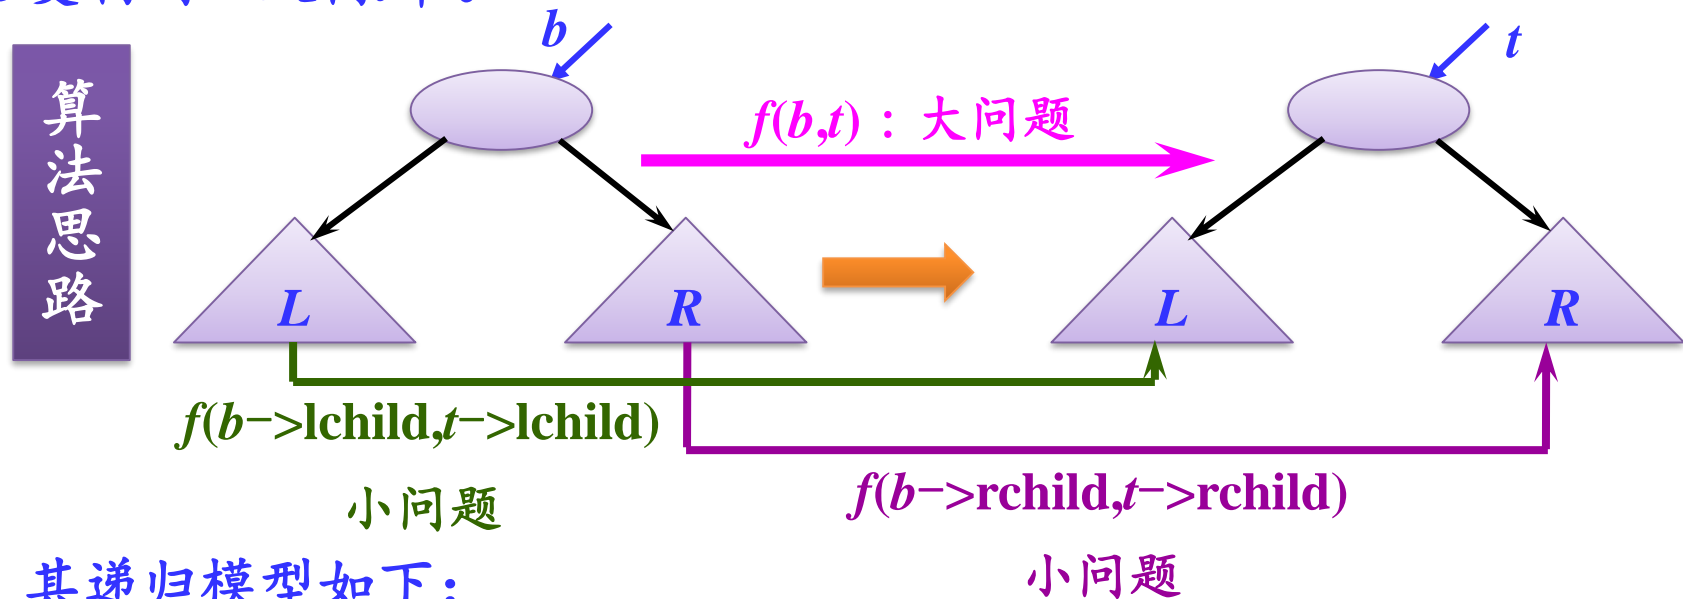 b
t
算法思路
f(b,t)：大问题
L
R
L
R
f(b->lchild,t->lchild)
小问题
f(b->rchild,t->rchild)
小问题
其递归模型如下：